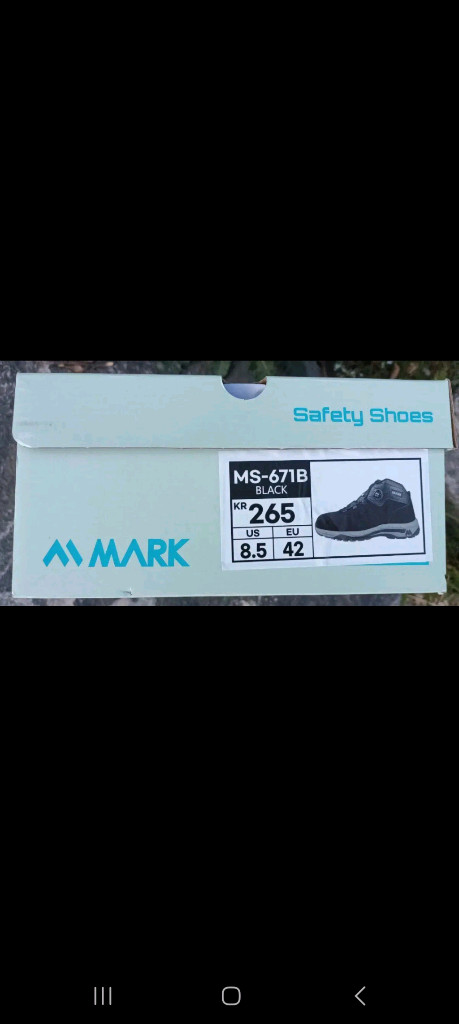 Safety Shoes
MS-671B
BLACK
KR 265
US EU
8.5 42
MARK